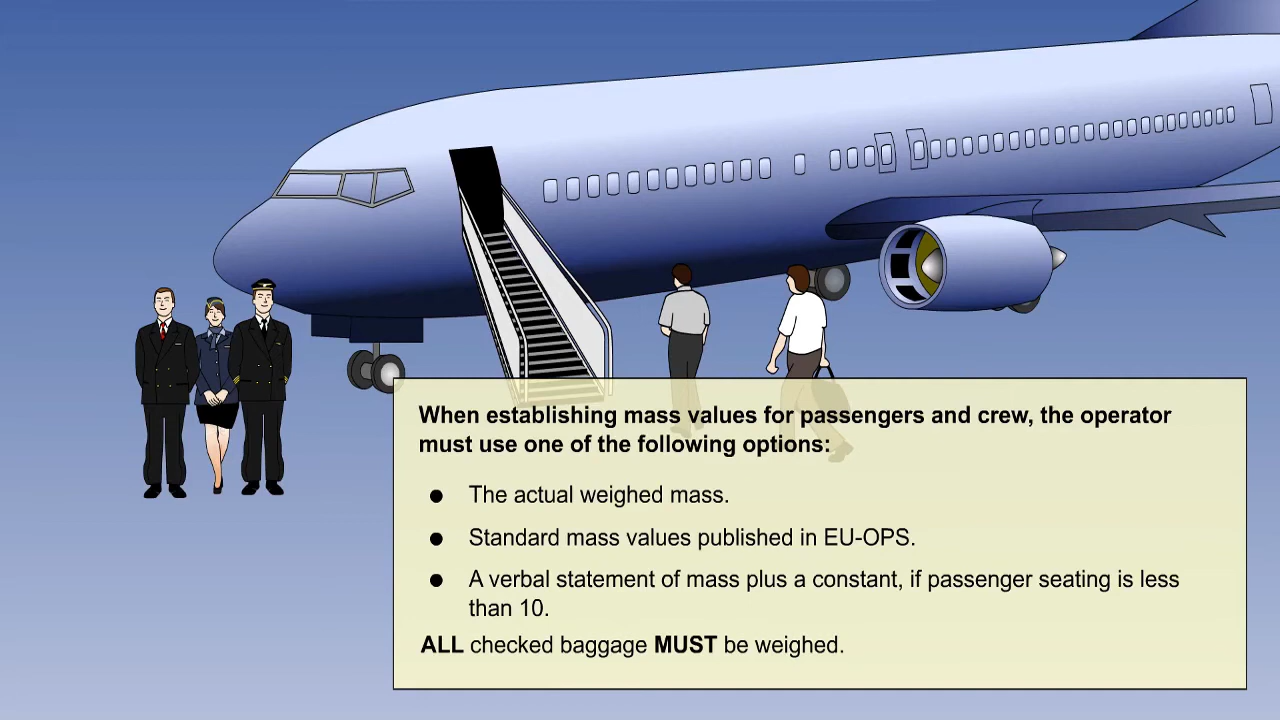 When establishing mass values for passengers and crew, the operator
must use one of the following options:
● The actual weighed mass.
● Standard mass values published in EU-OPS.
● A verbal statement of mass plus a constant, if passenger seating is less
than 10.
ALL checked baggage MUST be weighed.